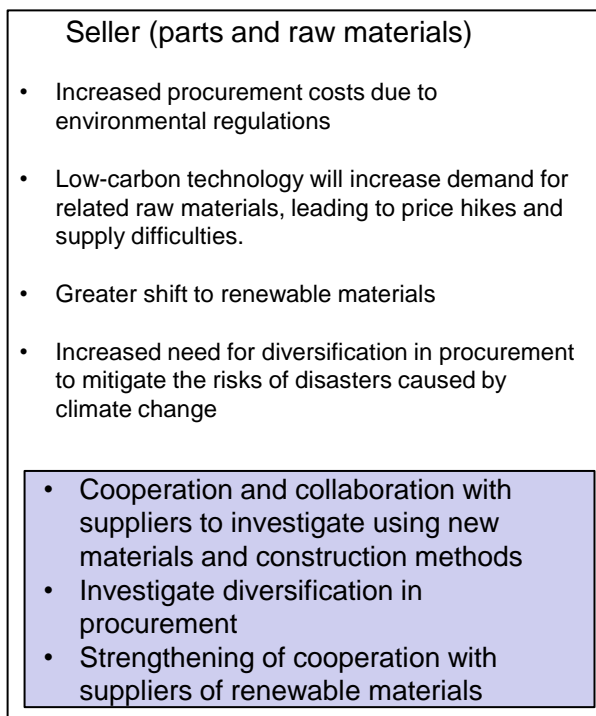 Seller (parts and raw materials)
• Increased procurement costs due to
environmental regulations
• Low-carbon technology will increase demand for
related raw materials, leading to price hikes and
supply difficulties.
• Greater shift to renewable materials
• Increased need for diversification in procurement
to mitigate the risks of disasters caused by
climate change
• Cooperation and collaboration with
suppliers to investigate using new
materials and construction methods
• Investigate diversification in
procurement
• Strengthening of cooperation with
suppliers of renewable materials